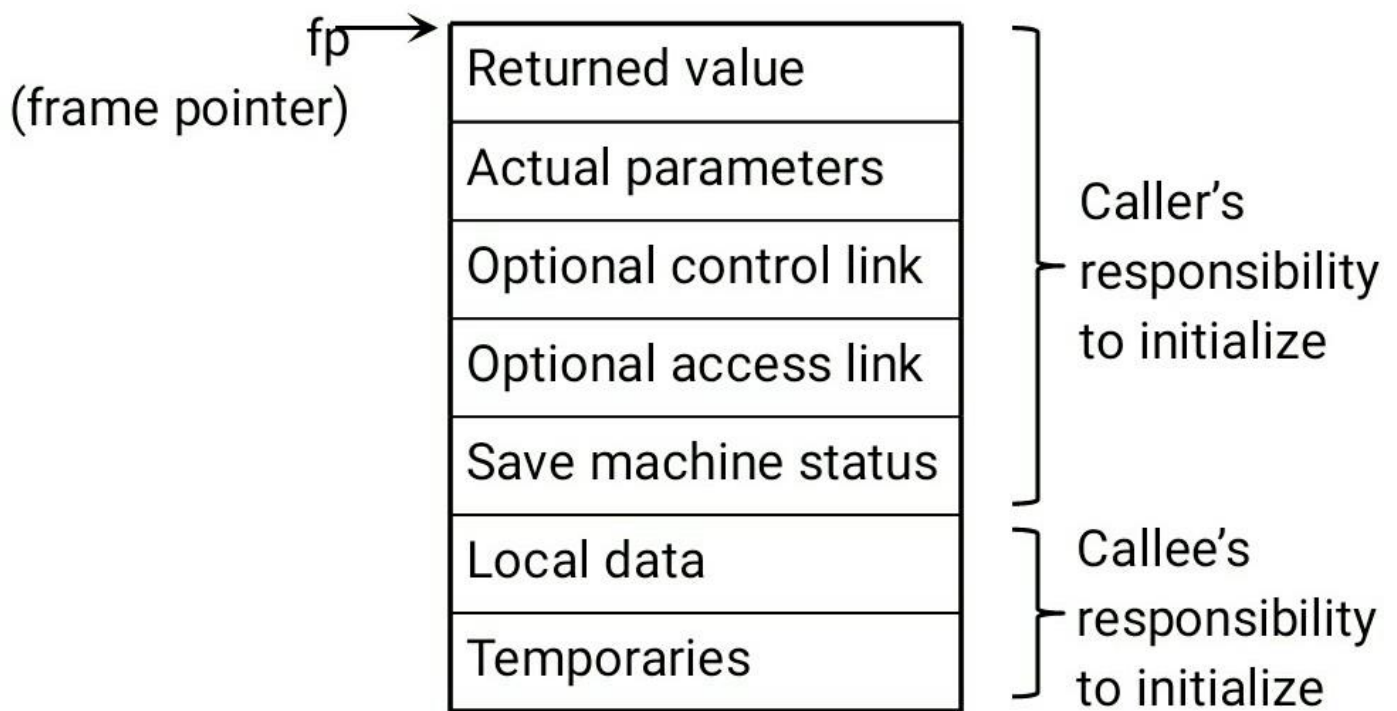 fp
(frame pointer)
Returned value
Actual parameters
Optional control link
Optional access link
Save machine status
Local data
Temporaries
Caller’s
responsibility
to initialize
Callee’s
responsibility
to initialize